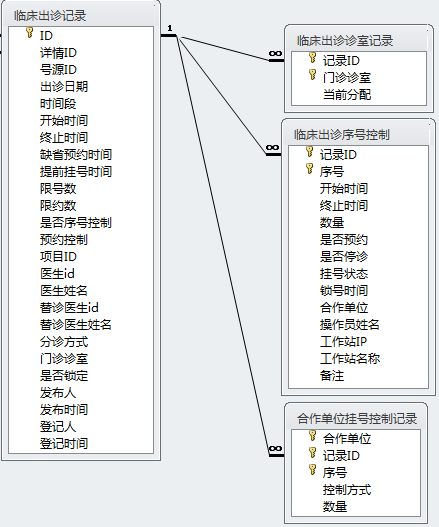 临床出诊记录
ID
详情ID
号源ID
出诊日期
时间段
开始时间
终止时间
缺省预约时间
提前挂号时间
限号数
限约数
是否序号控制
预约控制
项目ID
医生id
医生姓名
替诊医生id
替诊医生姓名
分诊方式
门诊诊室
是否锁定
发布人
发布时间
登记人
登记时间
1
∞
临床出诊诊室记录
记录ID
门诊诊室
当前分配
∞
临床出诊序号控制
记录ID
序号
开始时间
终止时间
数量
是否预约
是否停诊
挂号状态
锁号时间
合作单位
操作员姓名
工作站IP
工作站名称
备注
∞
合作单位挂号控制记录
合作单位
记录ID
序号
控制方式
数量